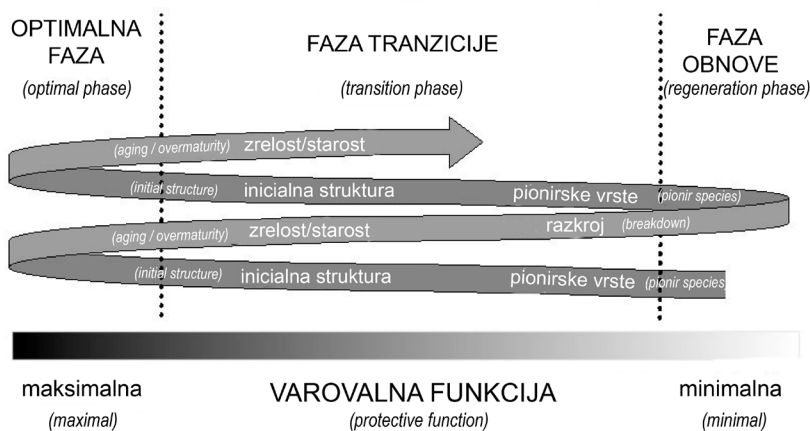 OPTIMALNA
FAZA
(optimal phase)
FAZA TRANZICIJE
(transition phase)
FAZA
OBNOVE
(regeneration phase)
(aging / overmaturity) zrelost/starost
(initial structure) inicialna struktura pionirske vrste (pionir species)
(aging / overmaturity) zrelost/starost razkroj (breakdown)
(initial structure) inicialna struktura pionirske vrste (pionir species)
maksimalna
(maximal)
VAROVALNA FUNKCIJA
(protective function)
minimalna
(minimal)